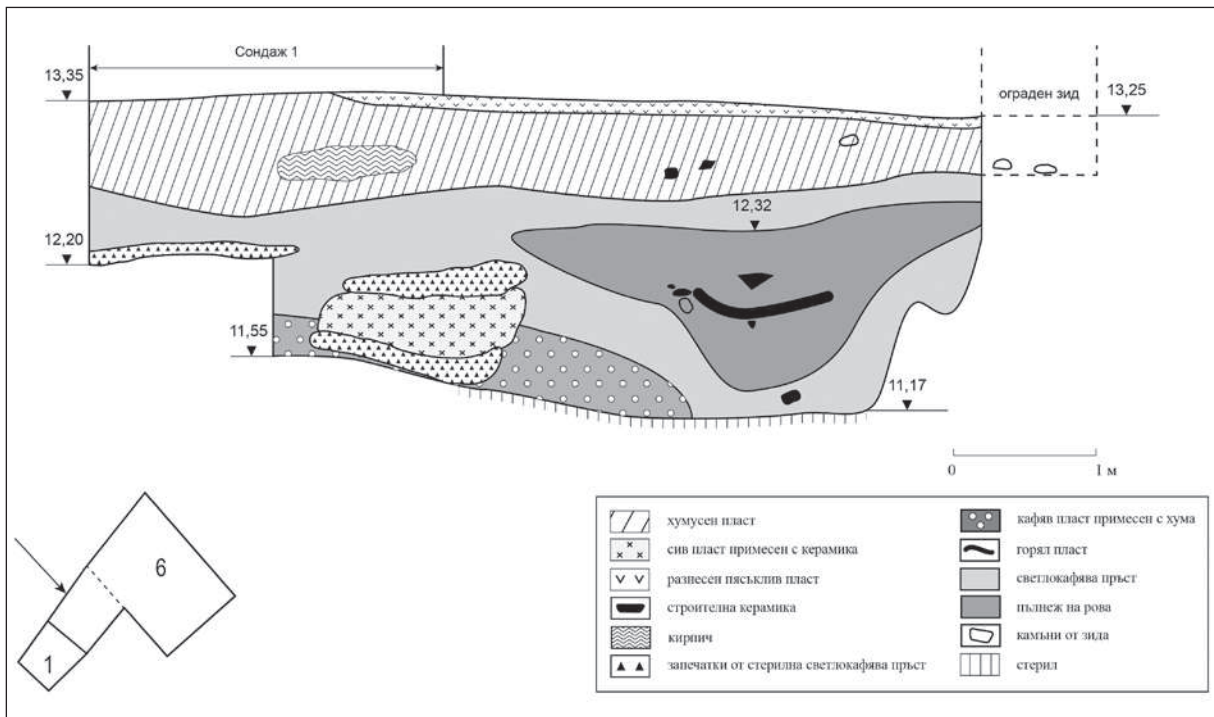 Сондаж 1
13,35
ограден зид
13,25
12,32
12,20
11,55
11,17
0 1 м
6
1
хумусен пласт
сив пласт примесен с керамика
разнесен пясъклив пласт
строителна керамика
кирпич
запечатки от стерилна светлокафява пръст
кафяв пласт примесен с хума
горял пласт
светлокафява пръст
пълнеж на рова
камъни от зида
стерил